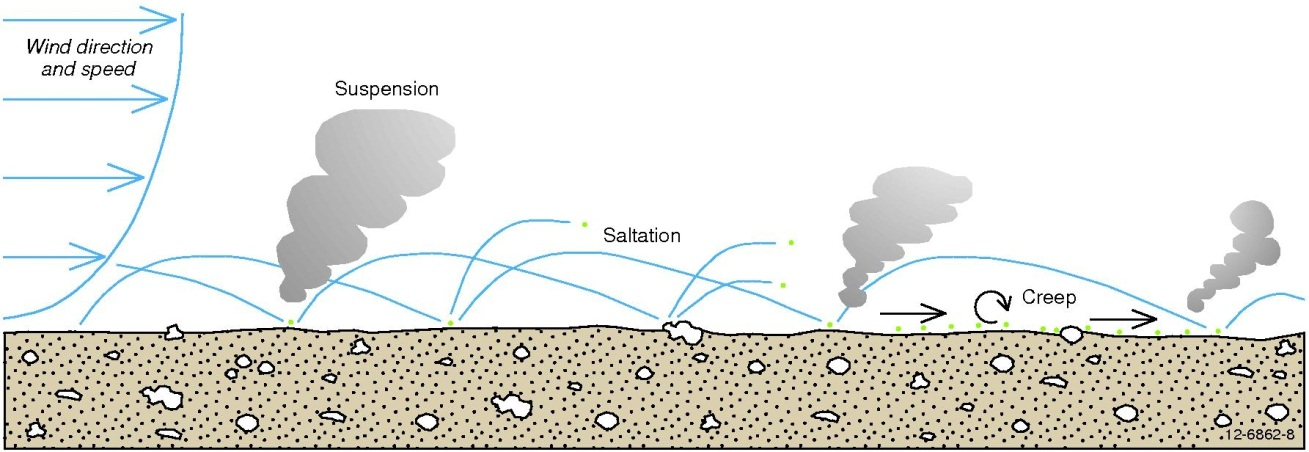 Wind direction
and speed
Suspension
Saltation
Creep
12-6862-8